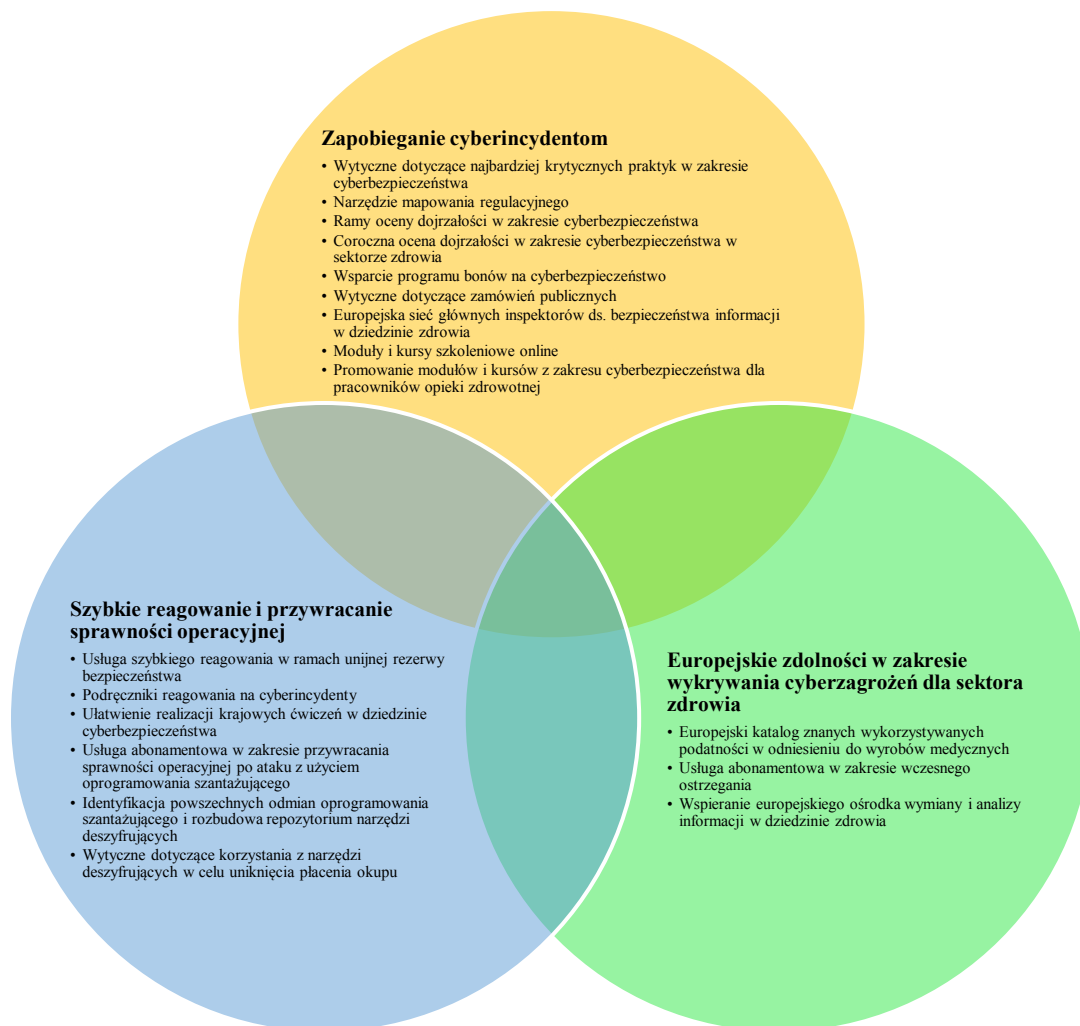 Zapobieganie cyberincydentom
• Wytyczne dotyczące najbardziej krytycznych praktyk w zakresie
cyberbezpieczeństwa
• Narzędzie mapowania regulacyjnego
• Ramy oceny dojrzałości w zakresie cyberbezpieczeństwa
• Coroczna ocena dojrzałości w zakresie cyberbezpieczeństwa w
sektorze zdrowia
• Wsparcie programu bonów na cyberbezpieczeństwo
• Wytyczne dotyczące zamówień publicznych
• Europejska sieć głównych inspektorów ds. bezpieczeństwa informacji
w dziedzinie zdrowia
• Moduły i kursy szkoleniowe online
• Promowanie modułów i kursów z zakresu cyberbezpieczeństwa dla
pracowników opieki zdrowotnej
Szybkie reagowanie i przywracanie
sprawności operacyjnej
• Usługa szybkiego reagowania w ramach unijnej rezerwy
bezpieczeństwa
• Podręczniki reagowania na cyberincydenty
• Ułatwienie realizacji krajowych ćwiczeń w dziedzinie
cyberbezpieczeństwa
• Usługa abonamentowa w zakresie przywracania
sprawności operacyjnej po ataku z użyciem
oprogramowania szantażującego
• Identyfikacja powszechnych odmian oprogramowania
szantażującego i rozbudowa repozytorium narzędzi
deszyfrujących
• Wytyczne dotyczące korzystania z narzędzi
deszyfrujących w celu uniknięcia płacenia okupu
Europejskie zdolności w zakresie
wykrywania cyberzagrożeń dla sektora
zdrowia
• Europejski katalog znanych wykorzystywanych
podatności w odniesieniu do wyrobów medycznych
• Usługa abonamentowa w zakresie wczesnego
ostrzegania
• Wspieranie europejskiego ośrodka wymiany i analizy
informacji w dziedzinie zdrowia